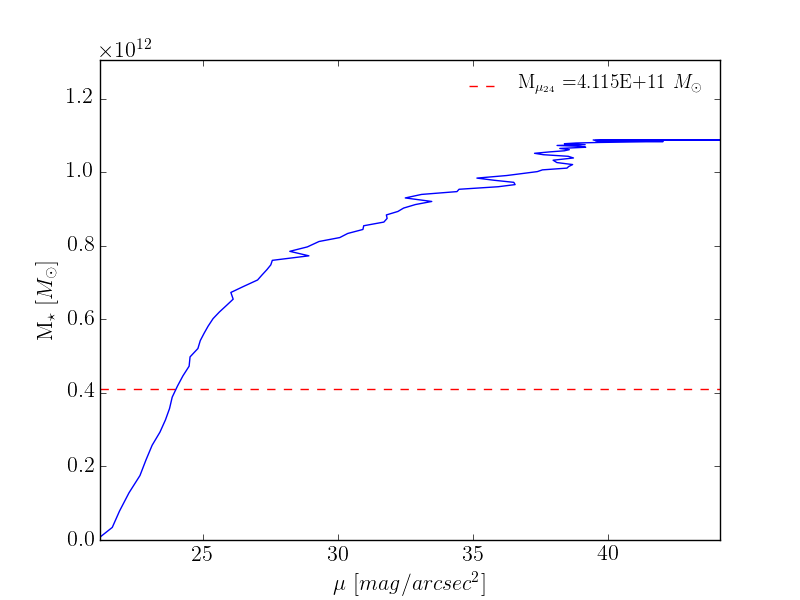 ×10¹²
M_μ₂₄ =4.115E+11 M_⊙
1.2
1.0
0.8
0.6
0.4
0.2
0.0
M_⋆ [M_⊙]
25 30 35 40
μ [mag/arcsec²]